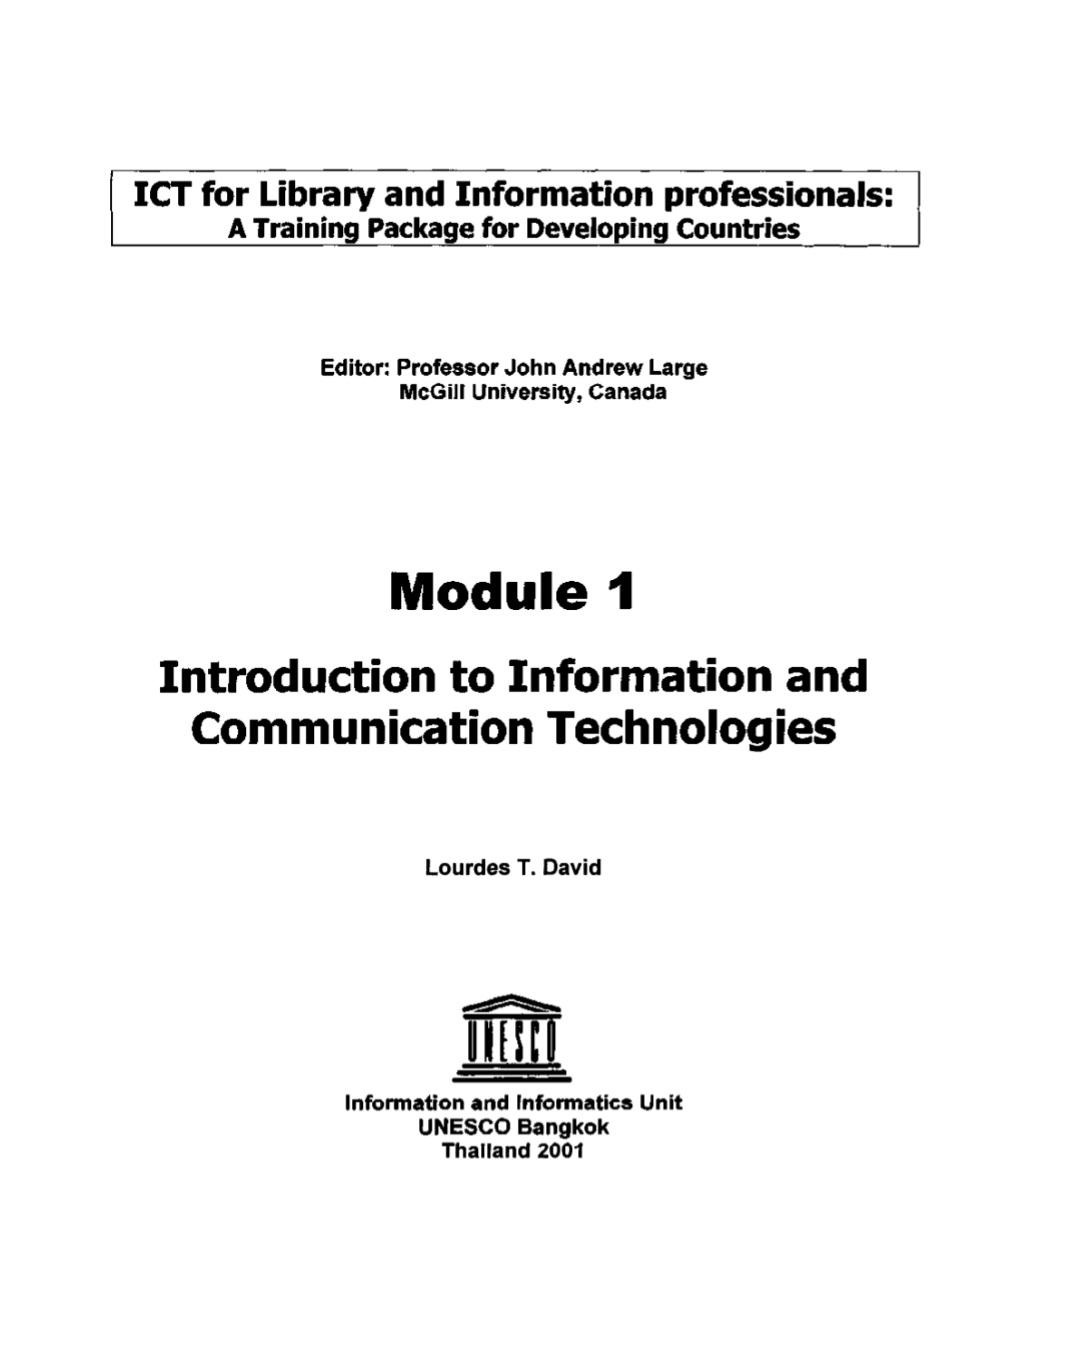 ICT for Library and Information professionals:
A Training Package for Developing Countries
Editor: Professor John Andrew Large
McGill University, Canada
Module 1
Introduction to Information and
Communication Technologies
Lourdes T. David
UNESCO
Information and Informatics Unit
UNESCO Bangkok
Thailand 2001